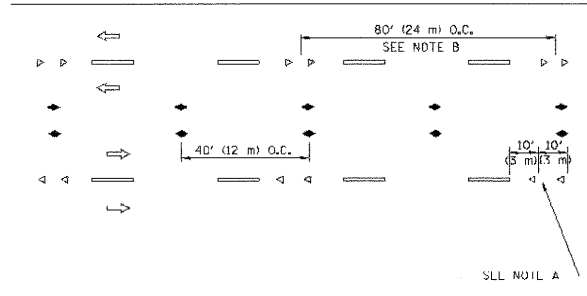 80' (24 m) O.C.
SEE NOTE B
40' (12 m) O.C.
10' 10'
(3 m) (3 m)
SEE NOTE A